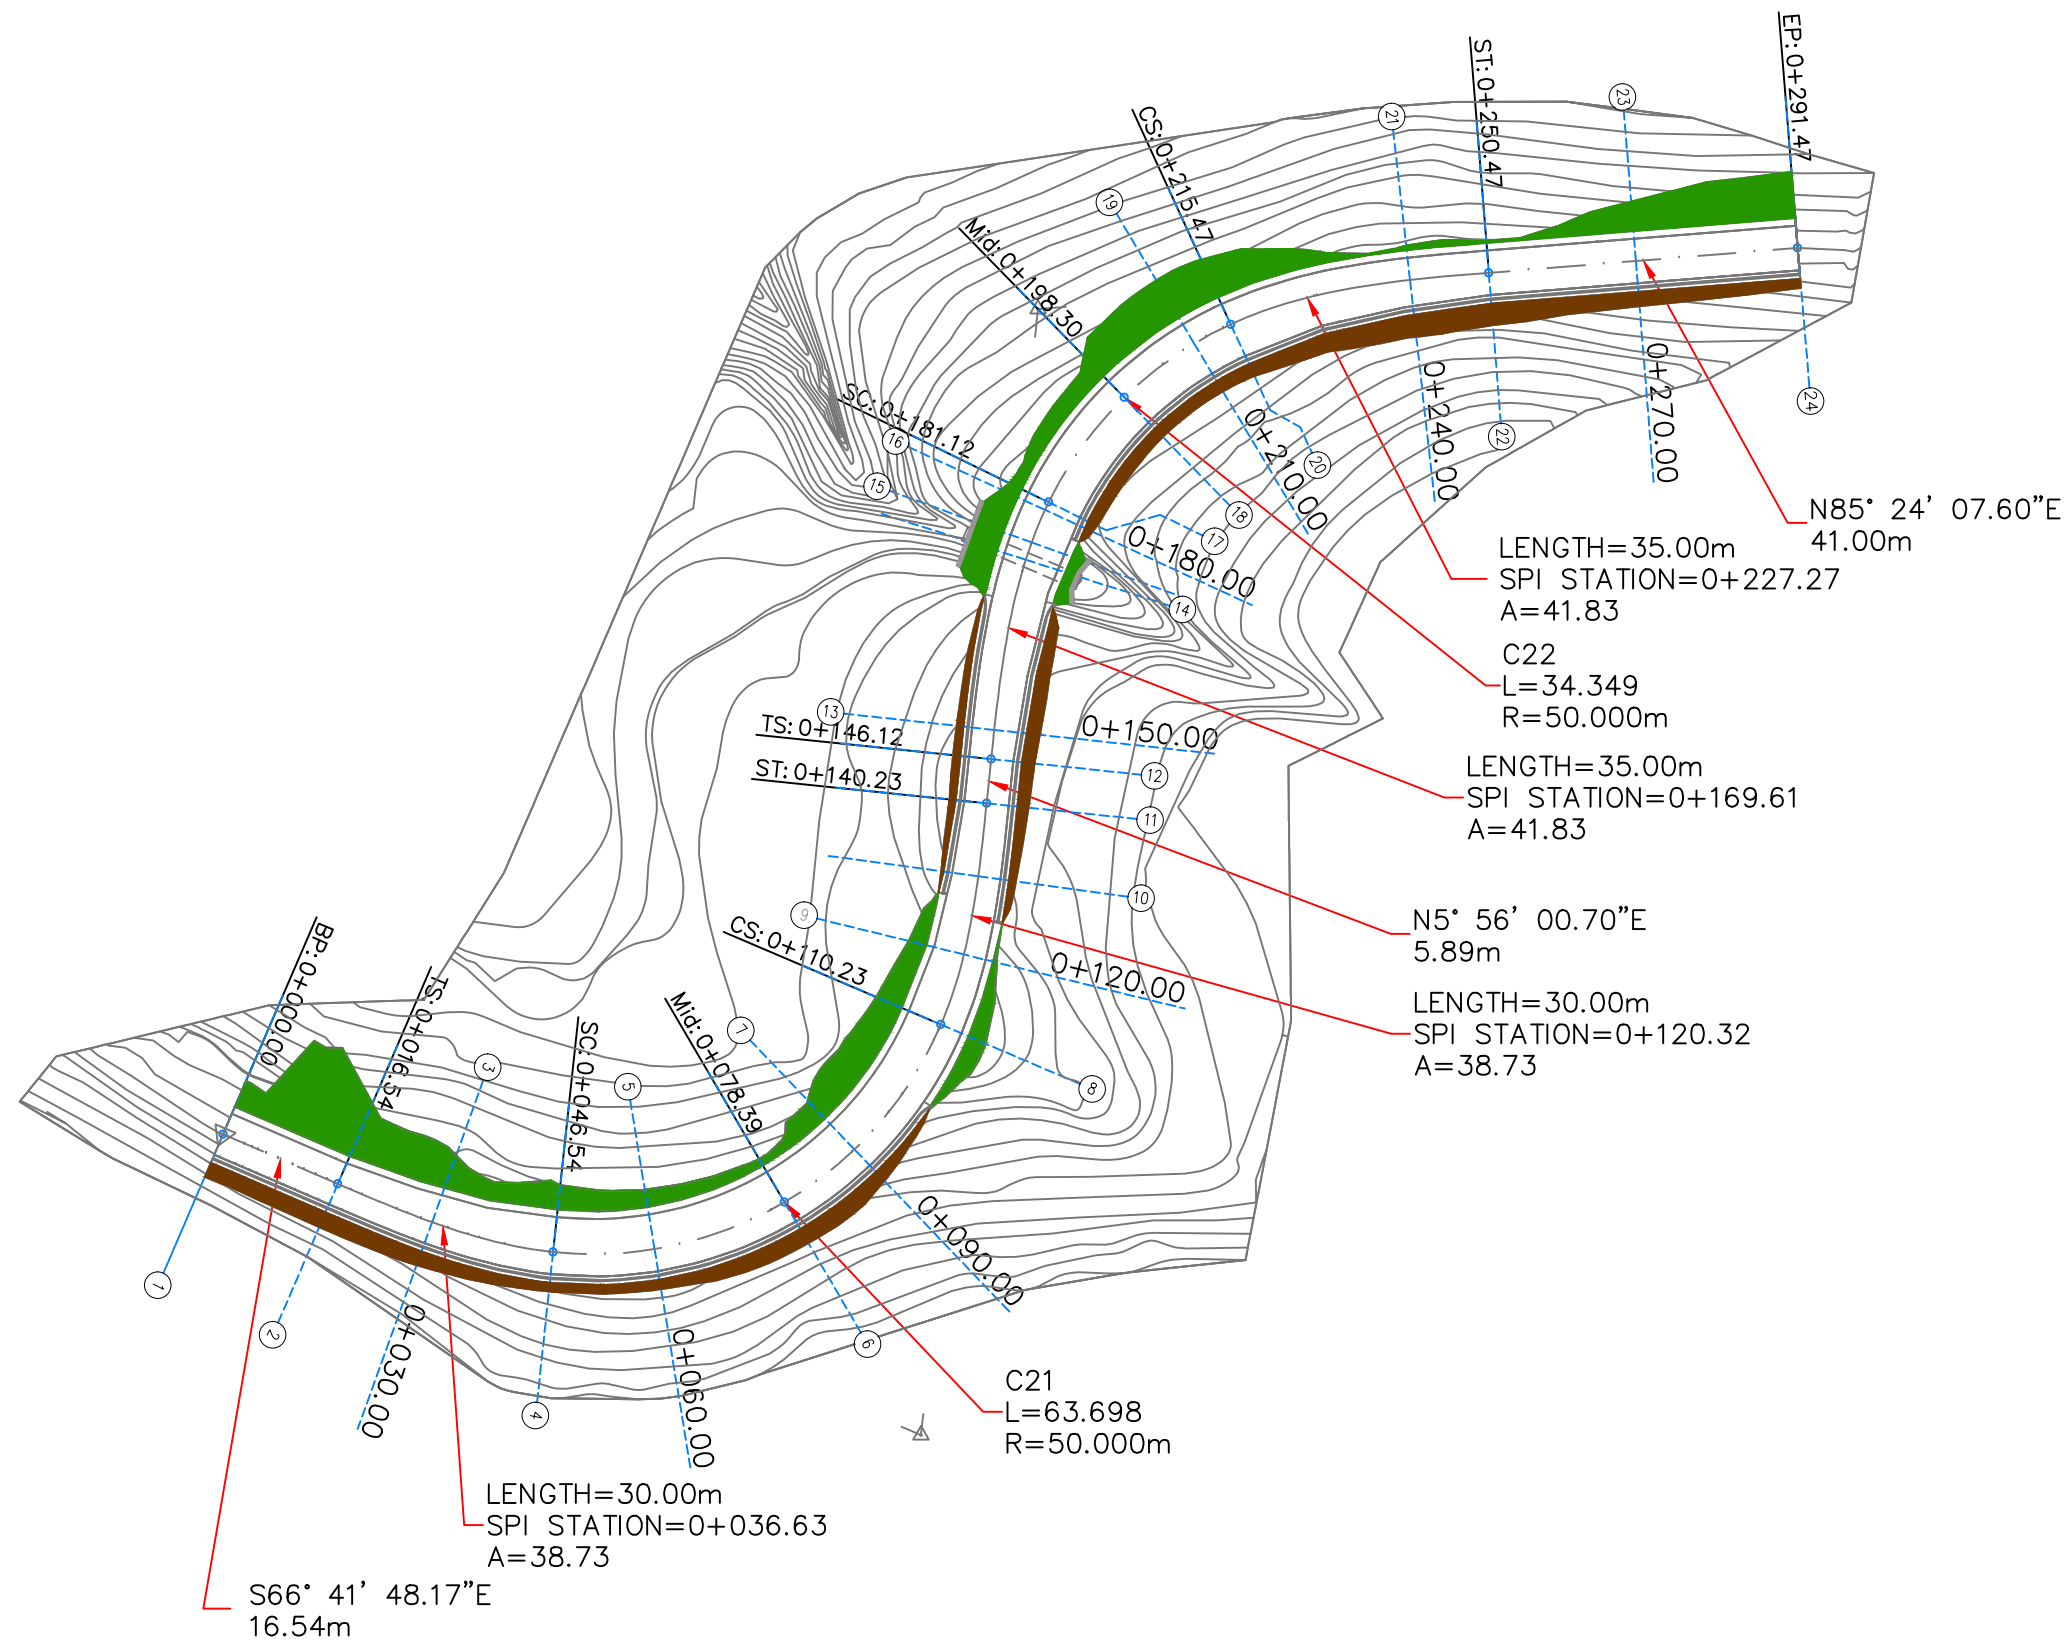 EP:0+291.47
ST:0+250.47
23
21
CS:0+215.47
19
Mid:0+198.30
SC:0+181.12
16
15
0+270.00
24
0+240.00
22
0+210.00
20
18
17
0+180.00
14
N85° 24' 07.60"E
41.00m
LENGTH=35.00m
SPI STATION=0+227.27
A=41.83
C22
L=34.349
R=50.000m
13
TS:0+146.12
0+150.00
12
ST:0+140.23
11
LENGTH=35.00m
SPI STATION=0+169.61
A=41.83
10
9
CS:0+110.23
0+120.00
N5° 56' 00.70"E
5.89m
LENGTH=30.00m
SPI STATION=0+120.32
A=38.73
BP:0+000.00
TS:0+016.54
3
SC:0+046.54
5
Mid:0+078.39
7
8
1
2
0+030.00
4
0+060.00
0+090.00
6
C21
L=63.698
R=50.000m
LENGTH=30.00m
SPI STATION=0+036.63
A=38.73
S66° 41' 48.17"E
16.54m